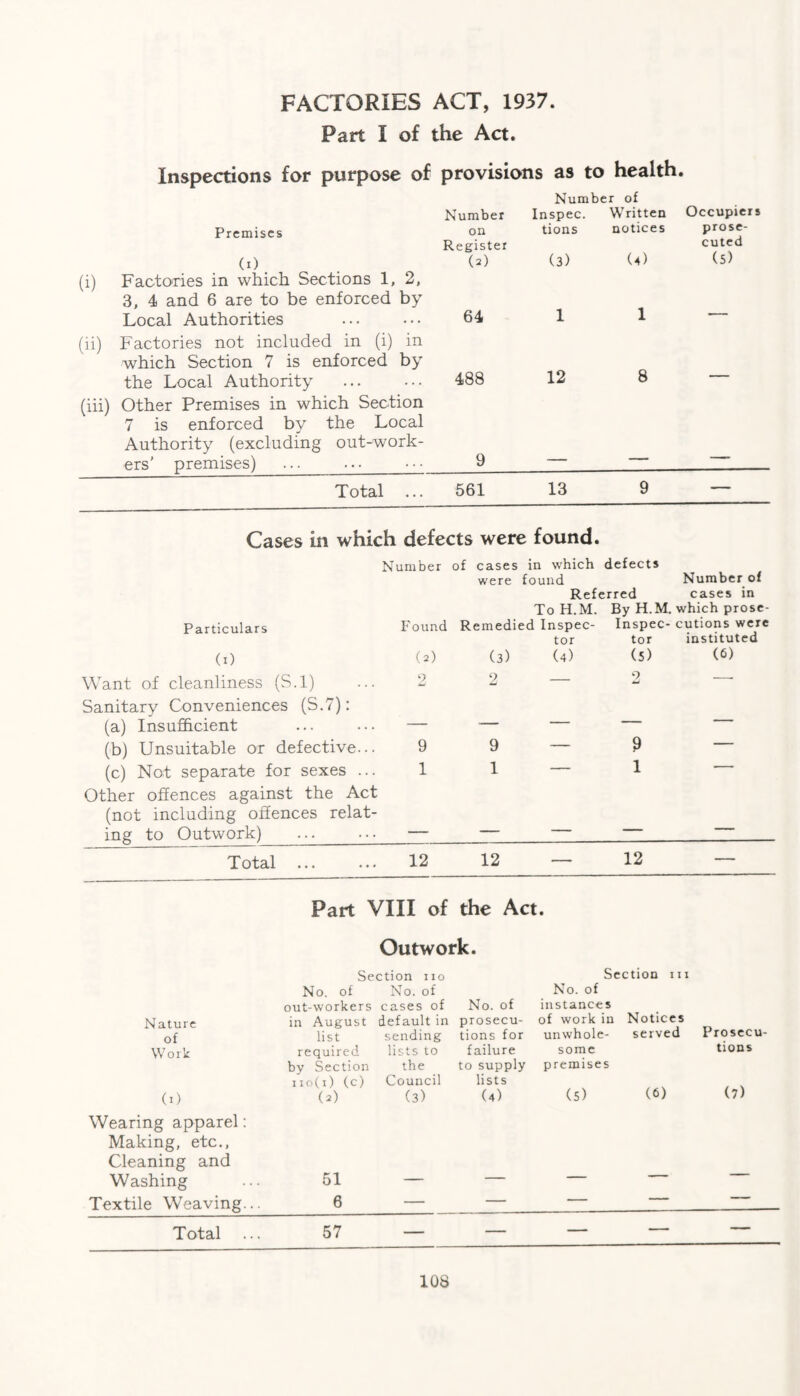 FACTORIES ACT, 1937.
Part I of the Act.
Inspections for purpose of provisions as to health.
Number of
Number Inspec. Written Occupiers
Premises on tions notices prose-
Register cuted
(1) (2) (3) (4) (5)
(i) Factories in which Sections 1, 2,
3, 4 and 6 are to be enforced by
Local Authorities ... ... 64 1 1 —
(ii) Factories not included in (i) in
which Section 7 is enforced by
the Local Authority ... ... 488 12 8 —
(iii) Other Premises in which Section
7 is enforced by the Local
Authority (excluding out-work-
ers' premises) ... ... ... 9 — — —
Total ... 561 13 9 —
Cases in which defects were found.
Number of cases in which defects
were found Number of
Referred cases in
To H.M. By H.M. which prose-
Particulars Found Remedied Inspec- Inspec- cutions were
tor tor instituted
(1) (2) (3) (4) (5) (6)
Want of cleanliness (S.1) ... 2 2 — 2 —
Sanitary Conveniences (S.7):
(a) Insufficient ... ... — — — — —
(b) Unsuitable or defective... 9 9 — 9 —
(c) Not separate for sexes ... 1 1 — 1 —
Other offences against the Act
(not including offences relat-
ing to Outwork) ... ... — — — — —
Total ... ... 12 12 — 12 —
Part VIII of the Act.
Outwork.
Section 110 Section 111
No. of No. of No. of
out-workers cases of No. of instances
Nature in August default in prosecu- of work in Notices
of list sending tions for unwhole- served Prosecu-
Work required lists to failure some tions
by Section the to supply premises
110(1) (c) Council lists
(1) (2) (3) (4) (5) (6) (7)
Wearing apparel:
Making, etc.,
Cleaning and
Washing ... 51 — — — — —
Textile Weaving... 6 — — — — —
Total ... 57 — — — — —
108